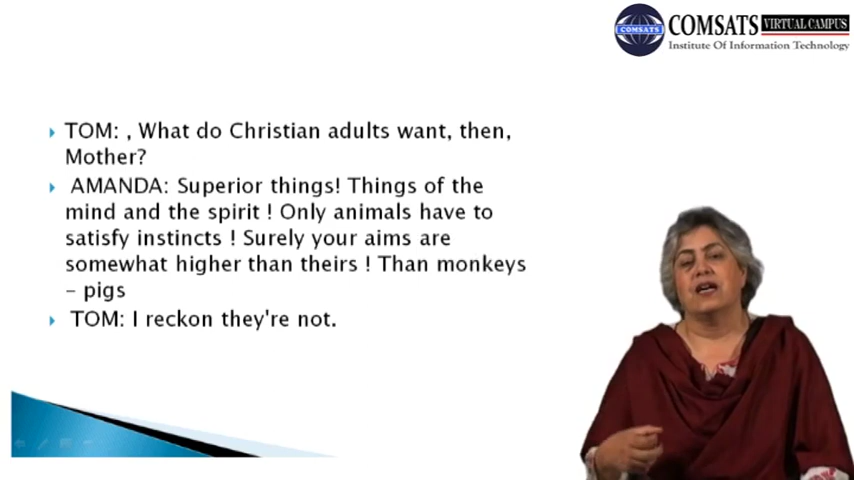 COMSATS
COMSATS VIRTUAL CAMPUS
Institute Of Information Technology
TOM: , What do Christian adults want, then,
Mother?
AMANDA: Superior things! Things of the
mind and the spirit ! Only animals have to
satisfy instincts ! Surely your aims are
somewhat higher than theirs ! Than monkeys
– pigs
TOM: I reckon they're not.